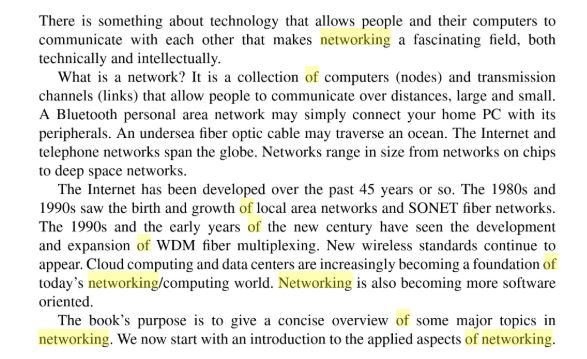 There is something about technology that allows people and their computers to
communicate with each other that makes networking a fascinating field, both
technically and intellectually.
What is a network? It is a collection of computers (nodes) and transmission
channels (links) that allow people to communicate over distances, large and small.
A Bluetooth personal area network may simply connect your home PC with its
peripherals. An undersea fiber optic cable may traverse an ocean. The Internet and
telephone networks span the globe. Networks range in size from networks on chips
to deep space networks.
The Internet has been developed over the past 45 years or so. The 1980s and
1990s saw the birth and growth of local area networks and SONET fiber networks.
The 1990s and the early years of the new century have seen the development
and expansion of WDM fiber multiplexing. New wireless standards continue to
appear. Cloud computing and data centers are increasingly becoming a foundation of
today's networking/computing world. Networking is also becoming more software
oriented.
The book's purpose is to give a concise overview of some major topics in
networking. We now start with an introduction to the applied aspects of networking.